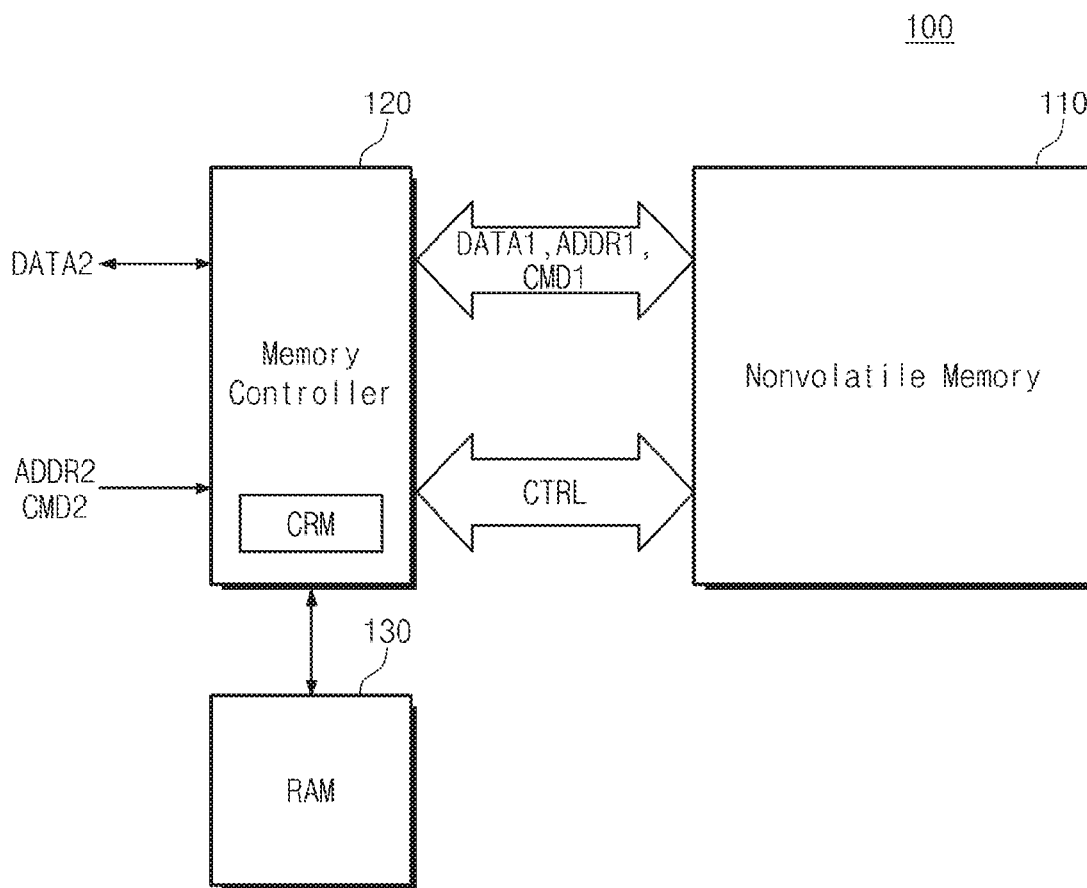 100
120
110
DATA2
DATA1,ADDR1,
CMD1
Memory
Controller
Nonvolatile Memory
ADDR2
CMD2
CTRL
CRM
130
RAM